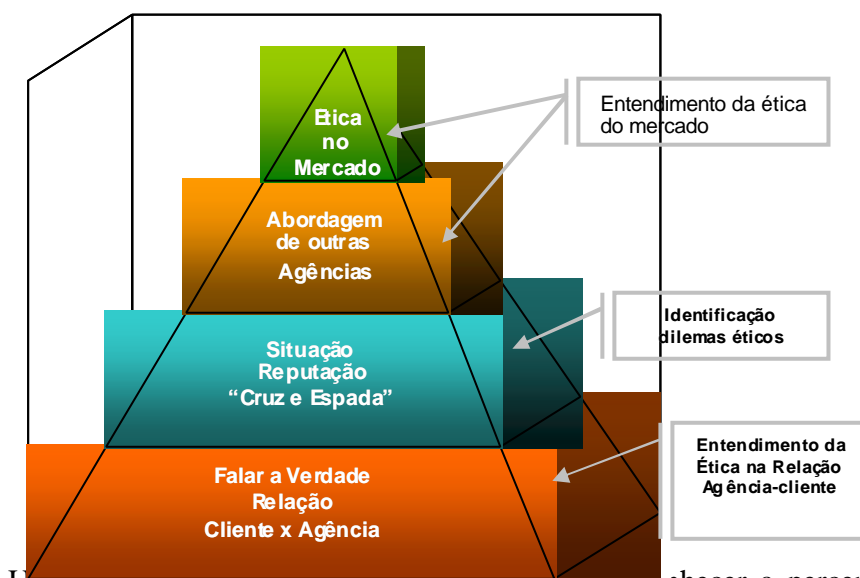 Ética
no
Mercado
Entendimento da ética
do mercado
Abordagem
de outras
Agências
Identificação
dilemas éticos
Situação
Reputação
“Cruz e Espada”
Entendimento da
Ética na Relação
Agência-cliente
Falar a Verdade
Relação
Cliente x Agência